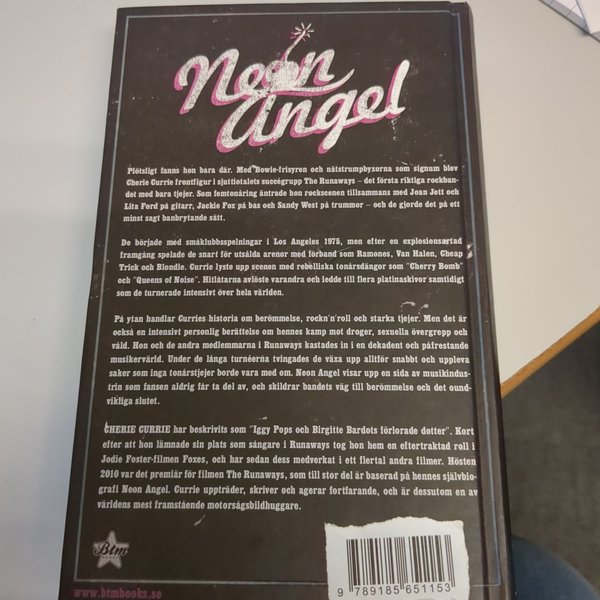 Neon
Angel
Plötsligt fanns hon bara där. Med Bowie-frisyren och nätstrumpbyxorna som signum blev
Cherie Currie frontfigur i sjuttiotalets succégrupp The Runaways – det första riktiga rockban-
det med bara tjejer. Som femtonåring äntrade hon rockscenen tillsammans med Joan Jett och
Lita Ford på gitarr, Jackie Fox på bas och Sandy West på trummor – och de gjorde det på ett
minst sagt banbrytande sätt.
De började med småklubbsspelningar i Los Angeles 1975, men efter en explosionsartad
framgång spelade de snart för utsålda arenor med förband som Ramones, Van Halen, Cheap
Trick och Blondie. Currie lyste upp scenen med rebelliska tonårsdängor som "Cherry Bomb"
och "Queens of Noise". Hitlåtarna avlöste varandra och ledde till flera platinaskivor samtidigt
som de turnerade intensivt över hela världen.
På ytan handlar Curries historia om berömmelse, rockn'n'roll och starka tjejer. Men det är
också en intensivt personlig berättelse om hennes kamp mot droger, sexuella övergrepp och
våld. Hon och de andra medlemmarna i Runaways kastades in i en dekadent och påfrestande
musikervärld. Under de långa turnéerna tvingades de växa upp alltför snabbt och uppleva
saker som inga tonårstjejer borde vara med om. Neon Angel visar upp en sida av musikindu-
strin som fansen aldrig får ta del av, och skildrar bandets väg till berömmelse och det ound-
vikliga slutet.
CHERIE CURRIE har beskrivits som "Iggy Pops och Birgitte Bardots förlorade dotter". Kort
efter att hon lämnade sin plats som sångare i Runaways tog hon hem en eftertraktad roll i
Jodie Foster-filmen Foxes, och har sedan dess medverkat i ett flertal andra filmer. Hösten
2010 var det premiär för filmen The Runaways, som till stor del är baserad på hennes självbio-
grafi Neon Angel. Currie uppträder, skriver och agerar fortfarande, och är dessutom en av
världens mest framstående motorsågsbildhuggare.
Btm
www.btmbooks.se
9 789185 651153